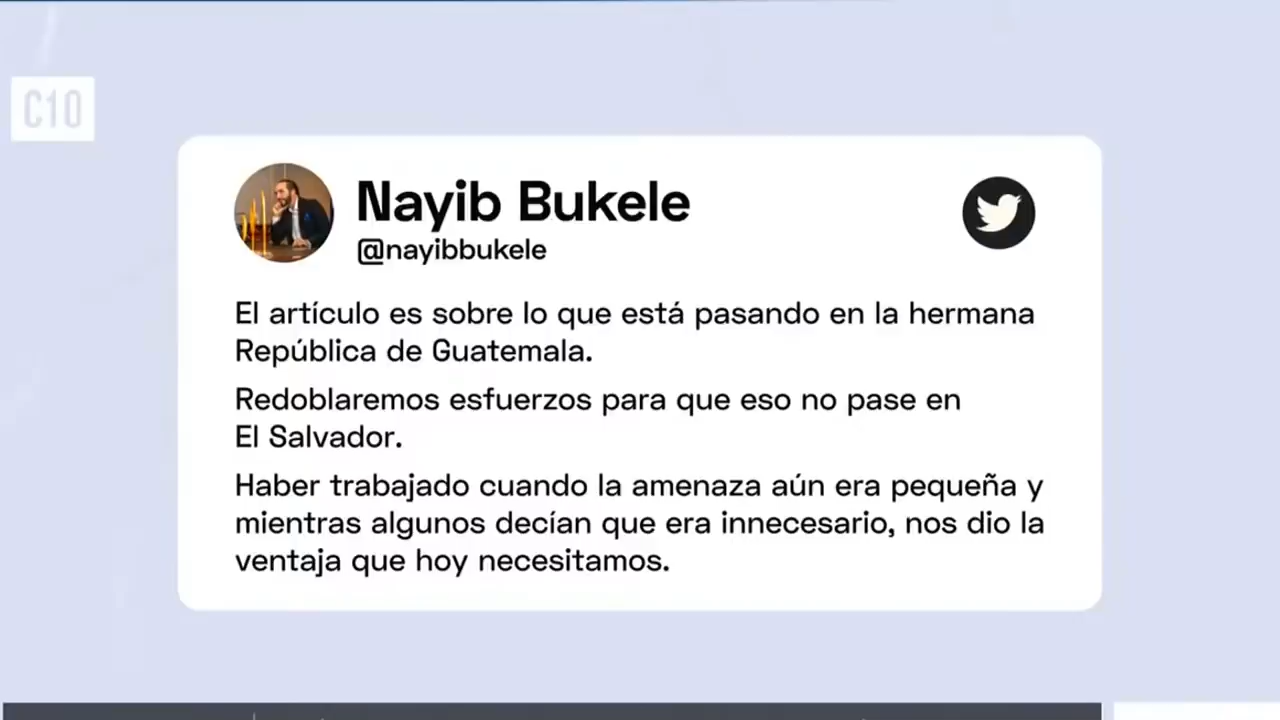 C10
Nayib Bukele
@nayibbukele
El artículo es sobre lo que está pasando en la hermana
República de Guatemala.
Redoblaremos esfuerzos para que eso no pase en
El Salvador.
Haber trabajado cuando la amenaza aún era pequeña y
mientras algunos decían que era innecesario, nos dio la
ventaja que hoy necesitamos.